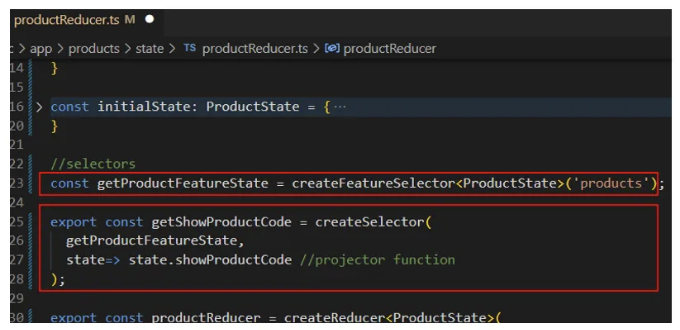 productReducer.ts M ●
c > app > products > state > TS productReducer.ts > productReducer
14 }
15
16 > const initialState: ProductState = {···
20 }
21
22 //selectors
23 const getProductFeatureState = createFeatureSelector<ProductState>('products');
24
25 export const getShowProductCode = createSelector(
26 getProductFeatureState,
27 state=> state.showProductCode //projector function
28 );
29
30 export const productReducer = createReducer<ProductState>(